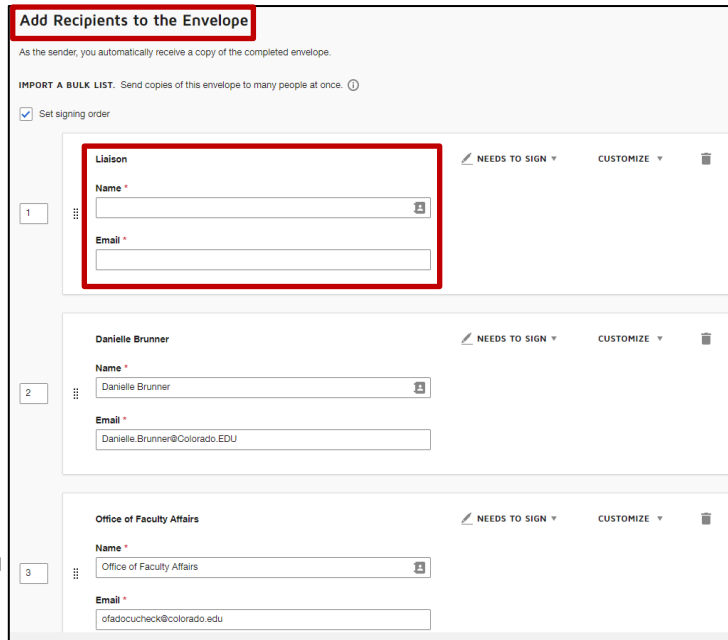 Add Recipients to the Envelope
As the sender, you automatically receive a copy of the completed envelope.
IMPORT A BULK LIST. Send copies of this envelope to many people at once.
Set signing order
Liaison
NEEDS TO SIGN
CUSTOMIZE
Name *
1
Email *
Danielle Brunner
NEEDS TO SIGN
CUSTOMIZE
Name *
Danielle Brunner
2
Email *
Danielle.Brunner@Colorado.EDU
Office of Faculty Affairs
NEEDS TO SIGN
CUSTOMIZE
Name *
Office of Faculty Affairs
3
Email *
ofadocucheck@colorado.edu